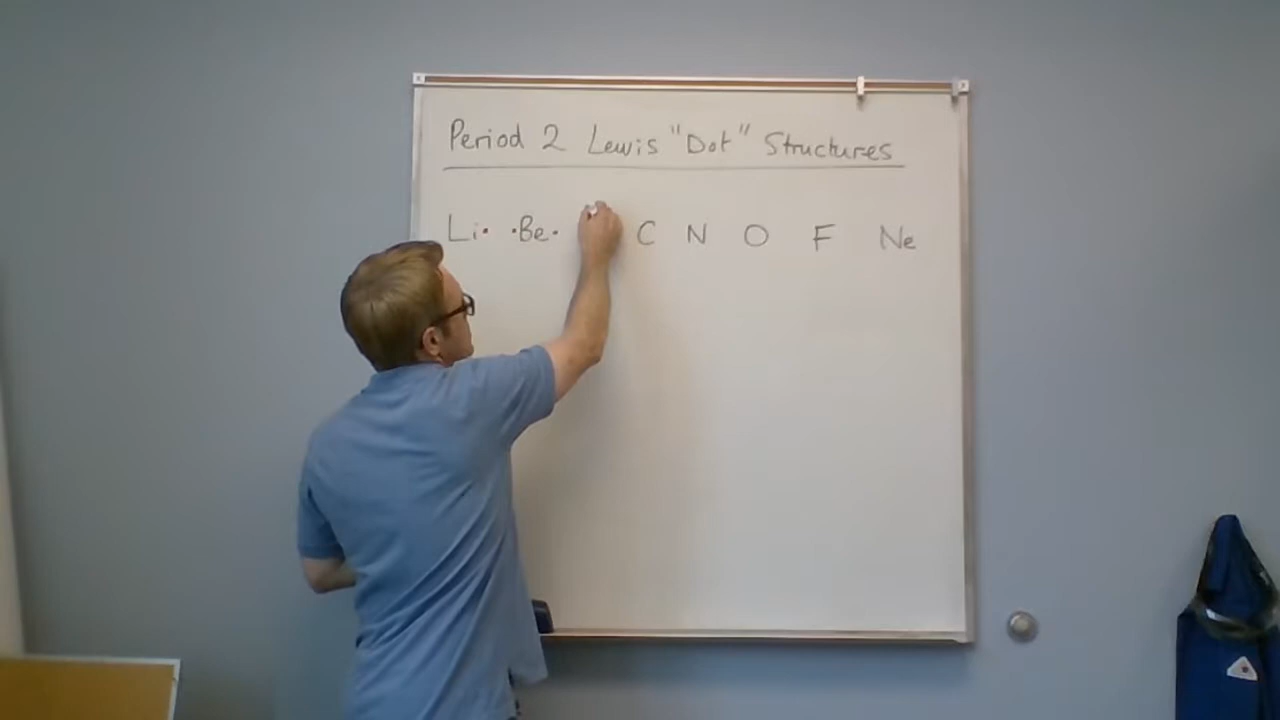 Period 2 Lewis "Dot" Structures
Li· ·Be· C N O F Ne